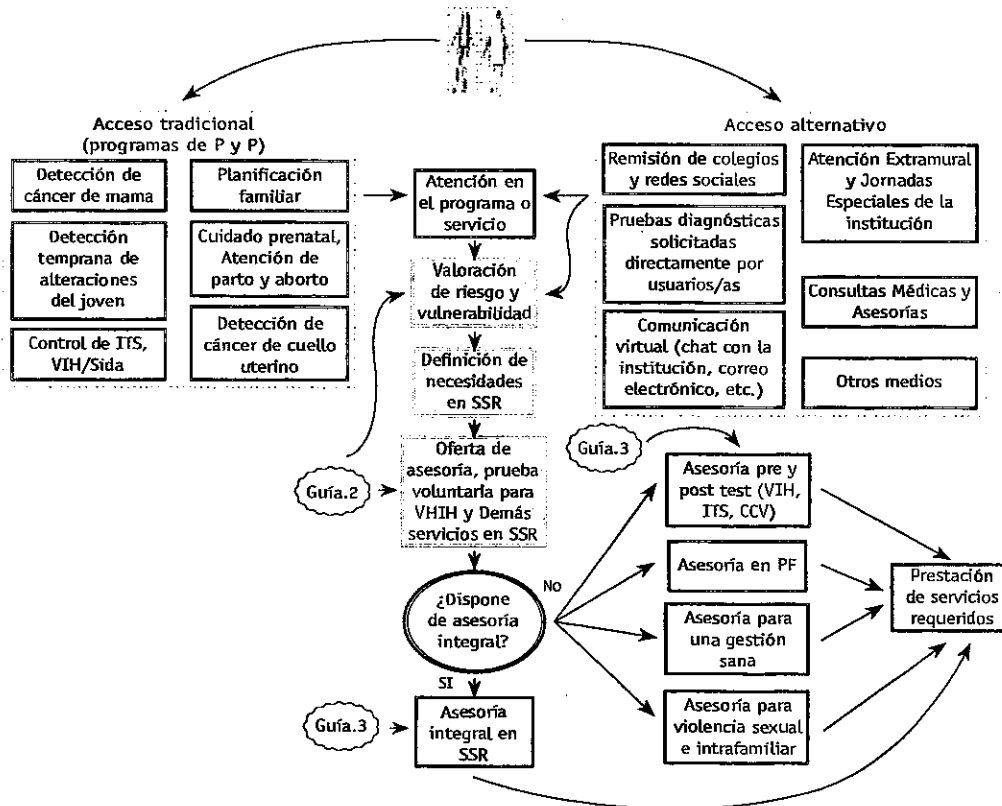 Acceso tradicional
(programas de P y P)
Detección de
cáncer de mama
Planificación
familiar
Detección
temprana de
alteraciones
del joven
Cuidado prenatal,
Atención de
parto y aborto
Control de ITS,
VIH/Sida
Detección de
cáncer de cuello
uterino
Atención en
el programa o
servicio
Valoración
de riesgo y
vulnerabilidad
Definición de
necesidades
en SSR
Oferta de
asesoría, prueba
voluntaria para
VHIH y Demás
servicios en SSR
Guía.2
¿Dispone
de asesoría
integral?
No
SI
Guía.3
Asesoría
integral en
SSR
Acceso alternativo
Remisión de colegios
y redes sociales
Atención Extramural
y Jornadas
Especiales de la
institución
Pruebas diagnósticas
solicitadas
directamente por
usuarios/as
Consultas Médicas y
Asesorías
Comunicación
virtual (chat con la
institución, correo
electrónico, etc.)
Otros medios
Guía.3
Asesoría pre y
post test (VIH,
ITS, CCV)
Asesoría en PF
Asesoría para
una gestión
sana
Asesoría para
violencia sexual
e intrafamiliar
Prestación
de servicios
requeridos